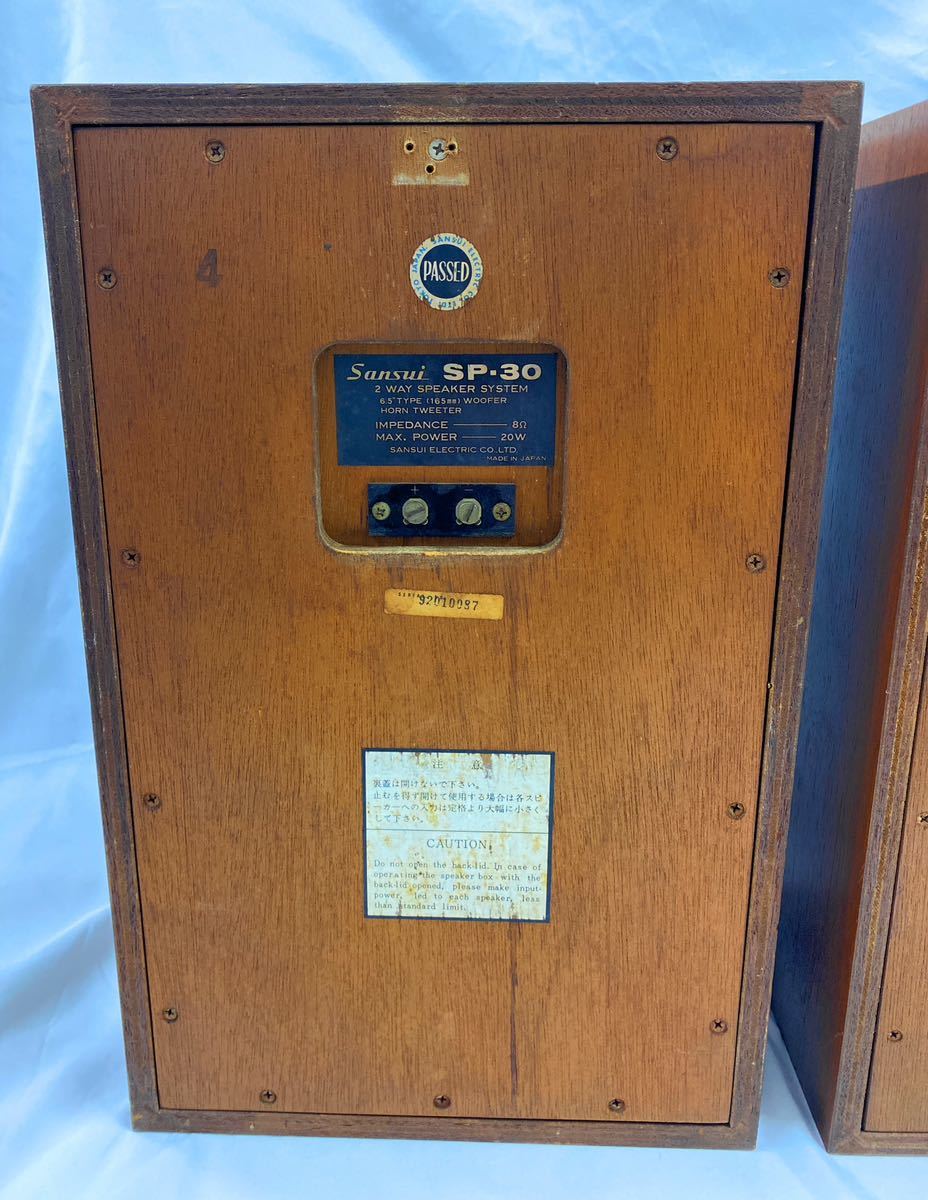 SANSUI ELECTRIC CO., LTD.
TOKYO JAPAN.
PASSED
4
Sansui SP-30
2 WAY SPEAKER SYSTEM
6.5" TYPE (165mm) WOOFER
HORN TWEETER
IMPEDANCE 8Ω
MAX. POWER 20W
SANSUI ELECTRIC CO.,LTD.
MADE IN JAPAN
+ −
92010087
注意
裏蓋は開けないで下さい。
止むを得ず開けて使用する場合は各スピ
ーカーへの入力は定格より大幅に小さく
して下さい。
CAUTION
Do not open the back-lid. In case of
operating the speaker box with the
back-lid opened, please make input-
power, led to each speaker, less
than standard limit.